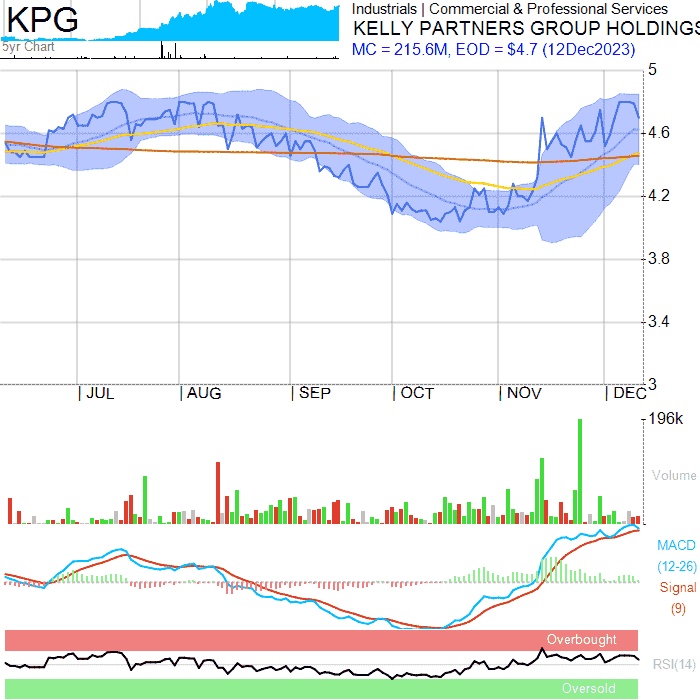 KPG
5yr Chart
Industrials | Commercial & Professional Services
KELLY PARTNERS GROUP HOLDINGS
MC = 215.6M, EOD = $4.7 (12Dec2023)
5
4.6
4.2
3.8
3.4
3
| JUL
| AUG
| SEP
| OCT
| NOV
| DEC
196k
Volume
MACD
(12-26)
Signal
(9)
Overbought
RSI(14)
Oversold